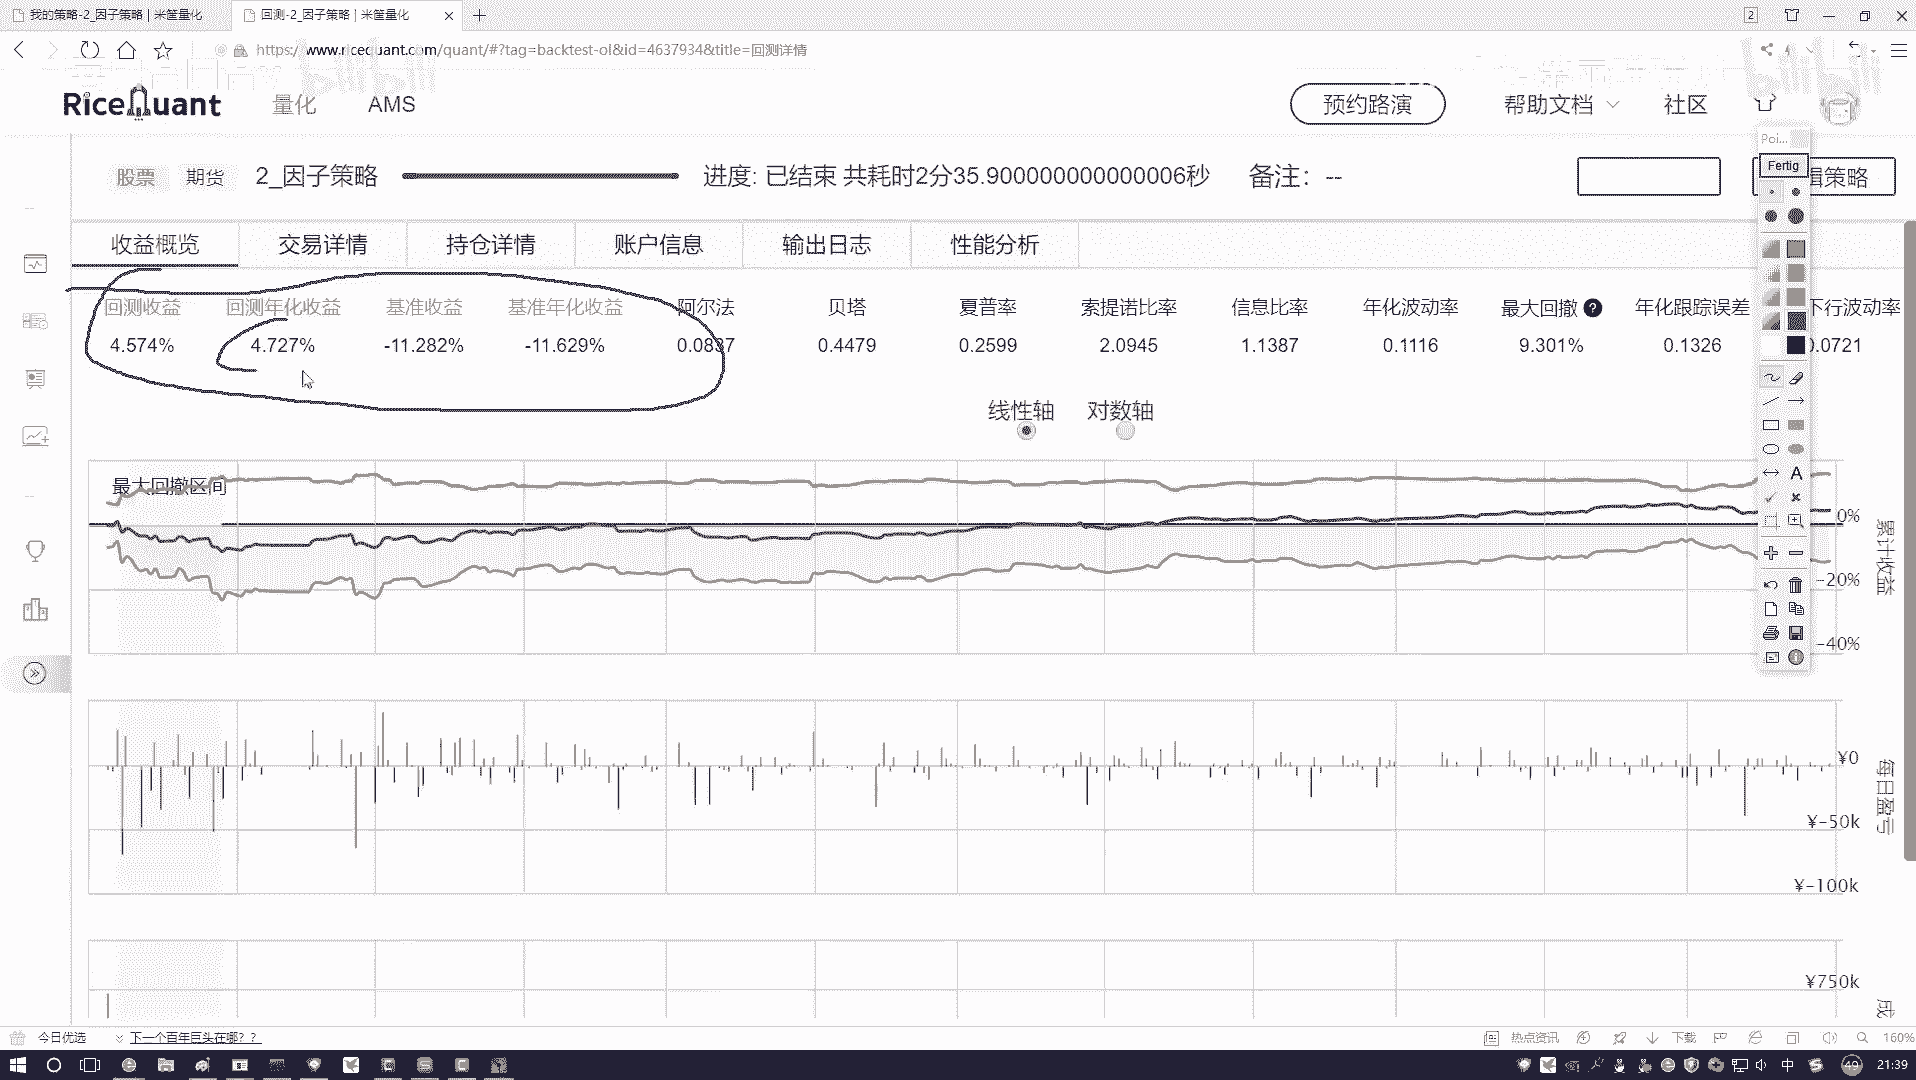 我的策略-2_因子策略 | 米筐量化
回测-2_因子策略 | 米筐量化
2
https://www.ricequant.com/quant/#?tag=backtest-ol&id=4637934&title=回测详情
bilibili
bilibili
RiceQuant 量化 AMS 预约路演 帮助文档 社区
Poi...
Fertig
股票 期货 2_因子策略 进度: 已结束 共耗时2分35.900000000000006秒 备注: -- 辑策略
收益概览 交易详情 持仓详情 账户信息 输出日志 性能分析
回测收益 回测年化收益 基准收益 基准年化收益 阿尔法 贝塔 夏普率 索提诺比率 信息比率 年化波动率 最大回撤 ? 年化跟踪误差 下行波动率
4.574% 4.727% -11.282% -11.629% 0.0837 0.4479 0.2599 2.0945 1.1387 0.1116 9.301% 0.1326 0.0721
线性轴 对数轴
A
最大回撤区间
0%
-20%
-40%
累计收益
¥0
¥-50k
¥-100k
每日盈亏
¥750k
成
今日优选 下一个百年巨头在哪？？ 热点资讯 下载 160%
中 49 21:39